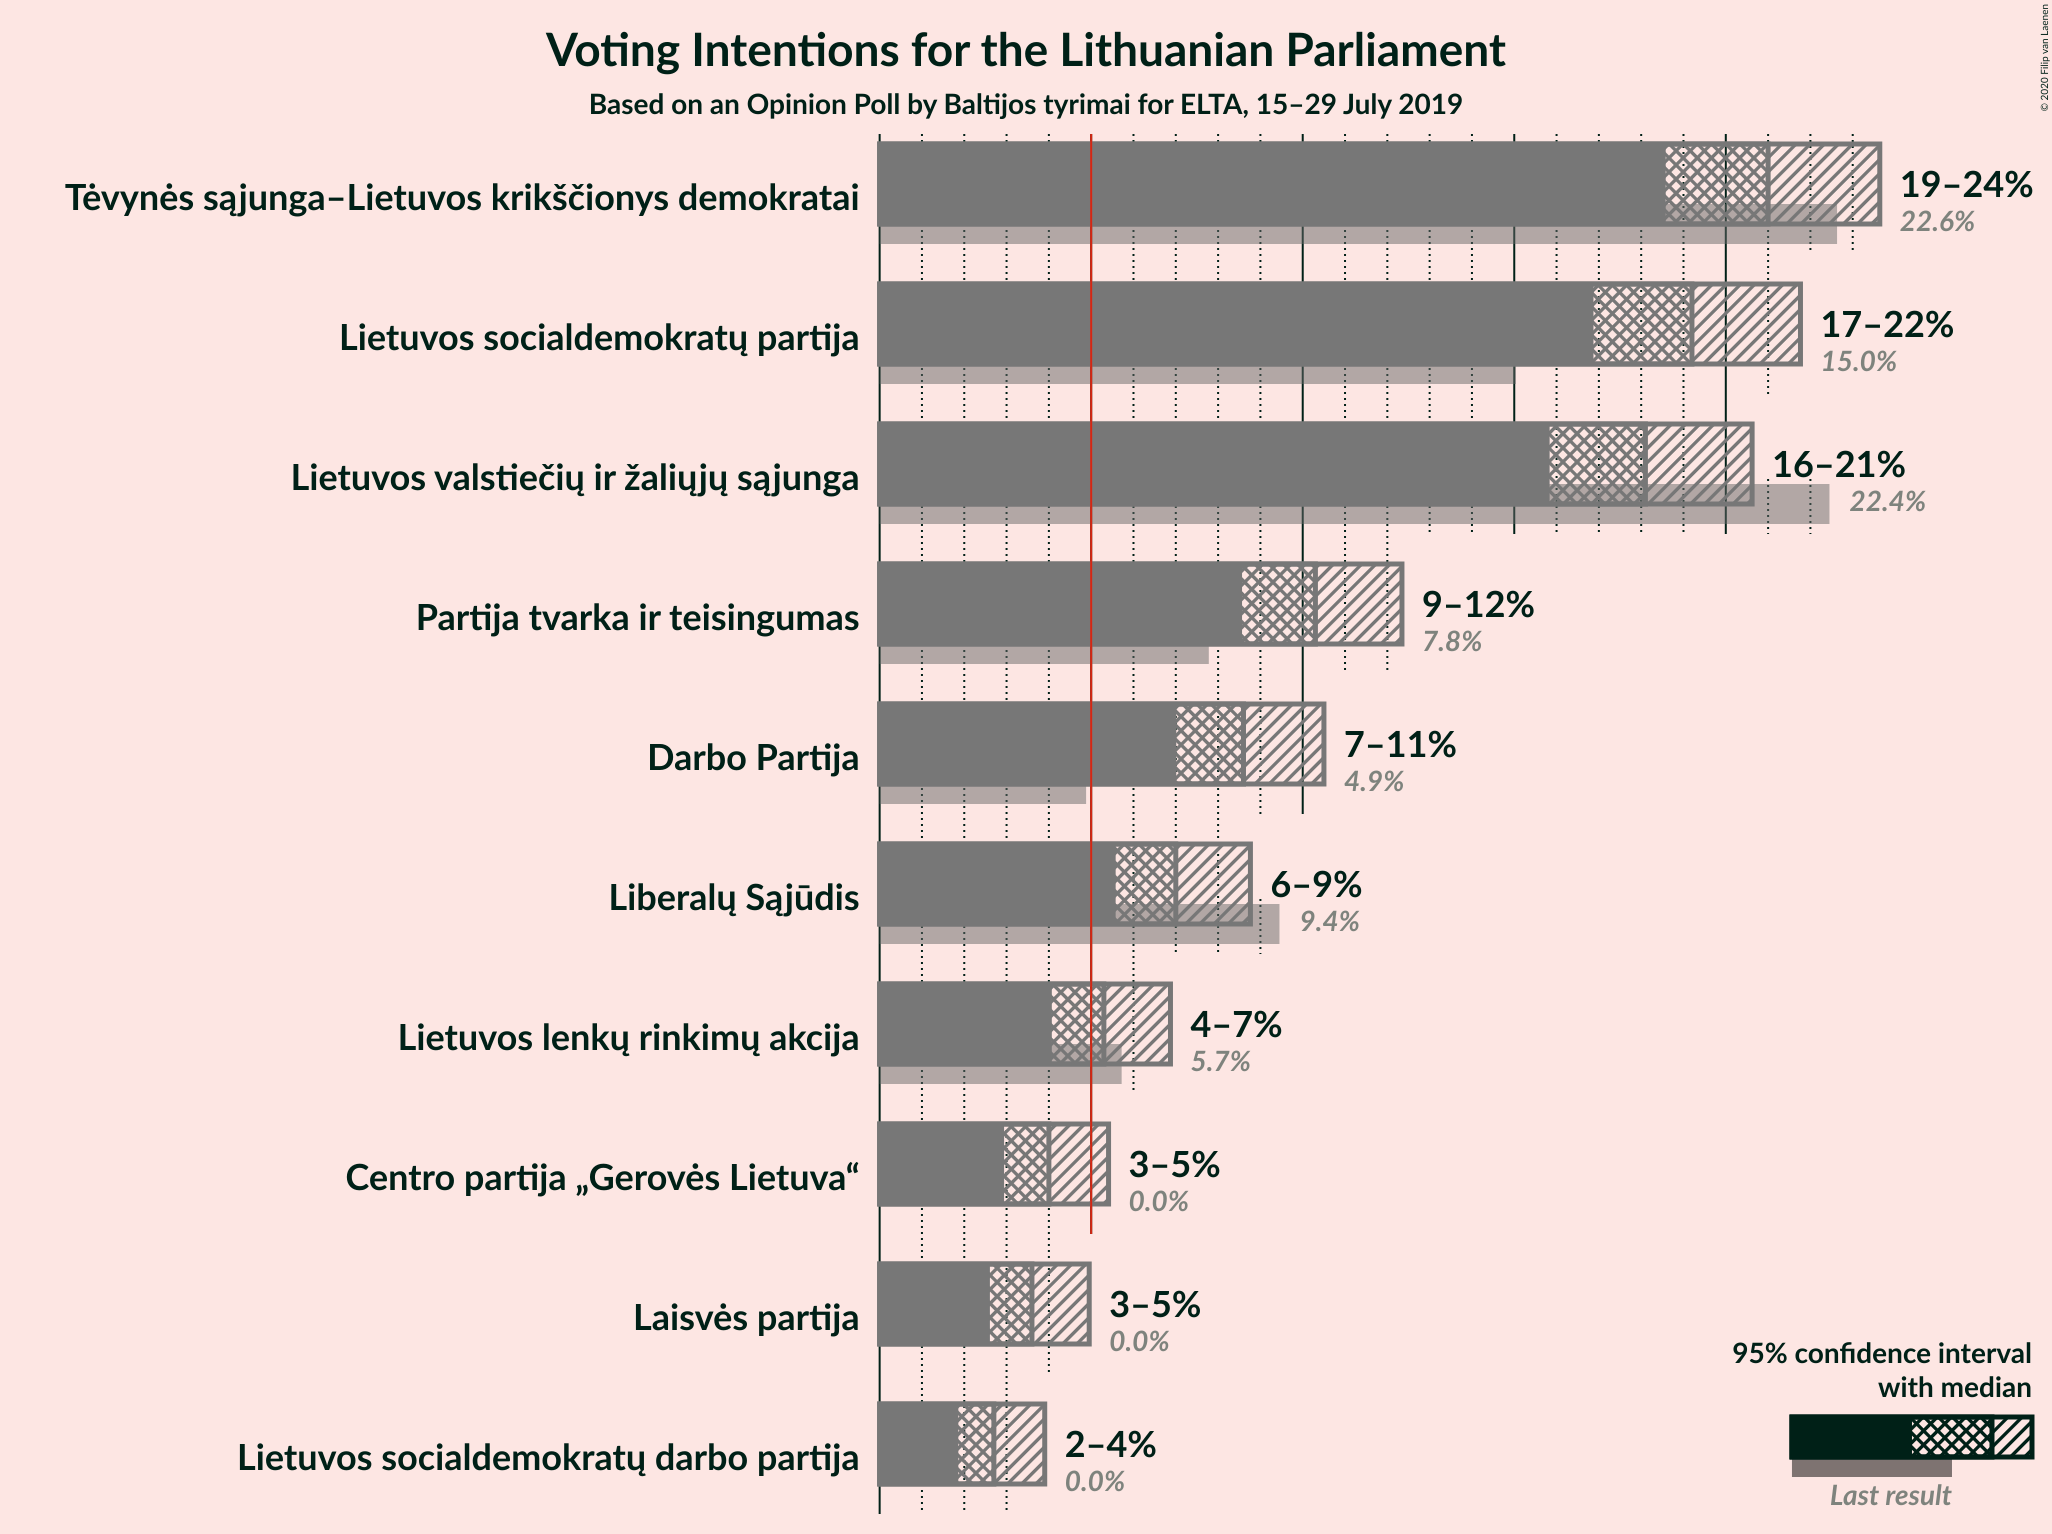 Voting Intentions for the Lithuanian Parliament
Based on an Opinion Poll by Baltijos tyrimai for ELTA, 15–29 July 2019
© 2020 Filip van Laenen
Tėvynės sąjunga–Lietuvos krikščionys demokratai
19–24%
22.6%
Lietuvos socialdemokratų partija
17–22%
15.0%
Lietuvos valstiečių ir žaliųjų sąjunga
16–21%
22.4%
Partija tvarka ir teisingumas
9–12%
7.8%
Darbo Partija
7–11%
4.9%
Liberalų Sąjūdis
6–9%
9.4%
Lietuvos lenkų rinkimų akcija
4–7%
5.7%
Centro partija „Gerovės Lietuva“
3–5%
0.0%
Laisvės partija
3–5%
0.0%
Lietuvos socialdemokratų darbo partija
2–4%
0.0%
95% confidence interval
with median
Last result